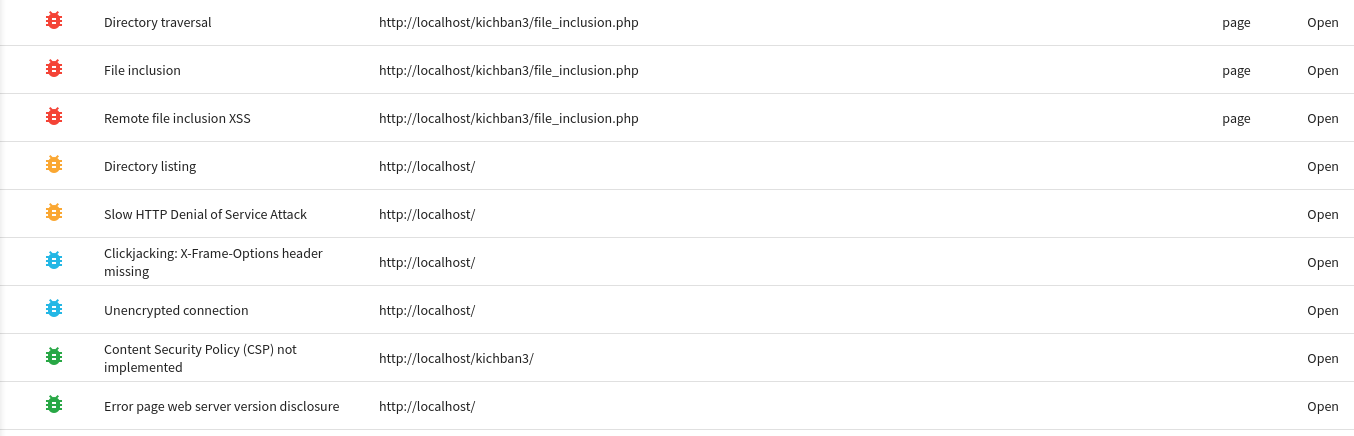 Directory traversal http://localhost/kichban3/file_inclusion.php page Open
File inclusion http://localhost/kichban3/file_inclusion.php page Open
Remote file inclusion XSS http://localhost/kichban3/file_inclusion.php page Open
Directory listing http://localhost/ Open
Slow HTTP Denial of Service Attack http://localhost/ Open
Clickjacking: X-Frame-Options header
missing http://localhost/ Open
Unencrypted connection http://localhost/ Open
Content Security Policy (CSP) not
implemented http://localhost/kichban3/ Open
Error page web server version disclosure http://localhost/ Open